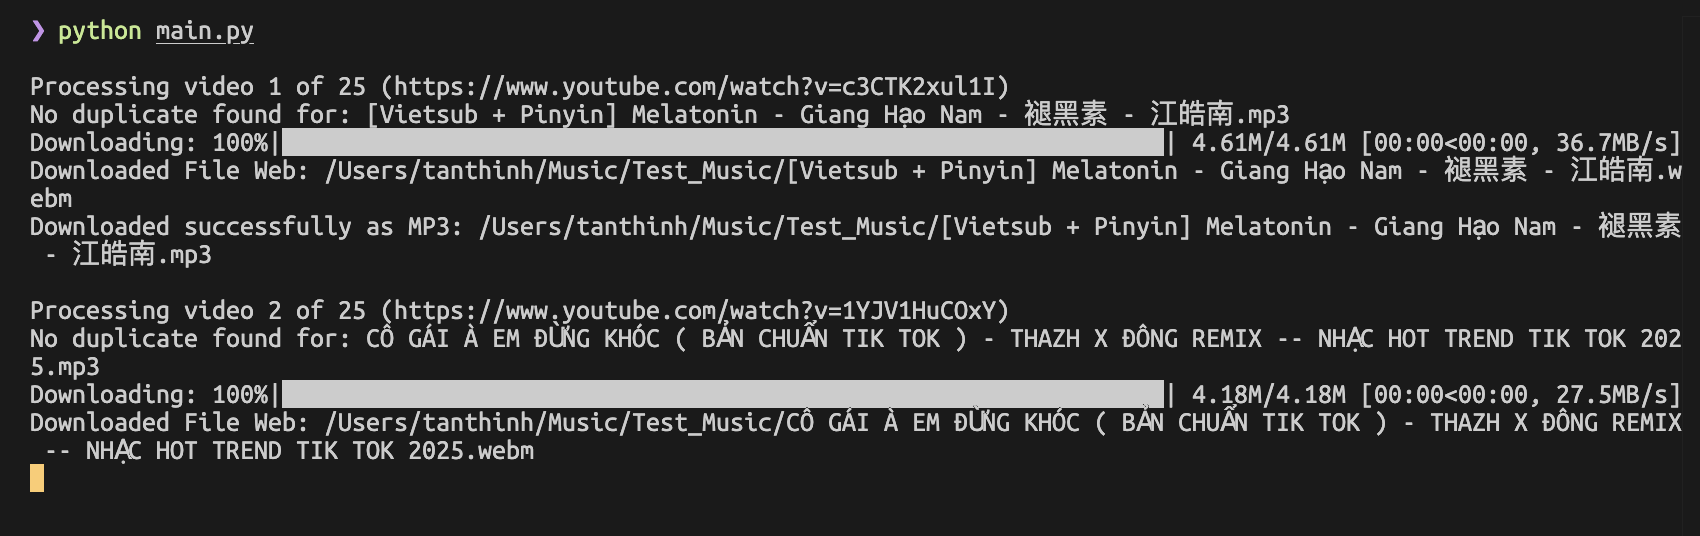 ❯ python main.py
Processing video 1 of 25 (https://www.youtube.com/watch?v=c3CTK2xul1I)
No duplicate found for: [Vietsub + Pinyin] Melatonin - Giang Hạo Nam - 褪黑素 - 江皓南.mp3
Downloading: 100%| | 4.61M/4.61M [00:00<00:00, 36.7MB/s]
Downloaded File Web: /Users/tanthinh/Music/Test_Music/[Vietsub + Pinyin] Melatonin - Giang Hạo Nam - 褪黑素 - 江皓南.w
ebm
Downloaded successfully as MP3: /Users/tanthinh/Music/Test_Music/[Vietsub + Pinyin] Melatonin - Giang Hạo Nam - 褪黑素
 - 江皓南.mp3
Processing video 2 of 25 (https://www.youtube.com/watch?v=1YJV1HuCOxY)
No duplicate found for: CÔ GÁI À EM ĐỪNG KHÓC ( BẢN CHUẨN TIK TOK ) - THAZH X ĐÔNG REMIX -- NHẠC HOT TREND TIK TOK 202
5.mp3
Downloading: 100%| | 4.18M/4.18M [00:00<00:00, 27.5MB/s]
Downloaded File Web: /Users/tanthinh/Music/Test_Music/CÔ GÁI À EM ĐỪNG KHÓC ( BẢN CHUẨN TIK TOK ) - THAZH X ĐÔNG REMIX
 -- NHẠC HOT TREND TIK TOK 2025.webm